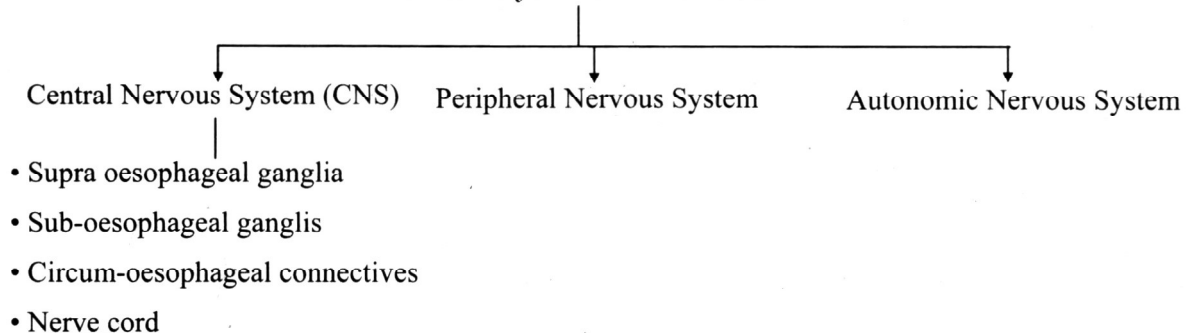 Central Nervous System (CNS) Peripheral Nervous System Autonomic Nervous System
• Supra oesophageal ganglia
• Sub-oesophageal ganglis
• Circum-oesophageal connectives
• Nerve cord